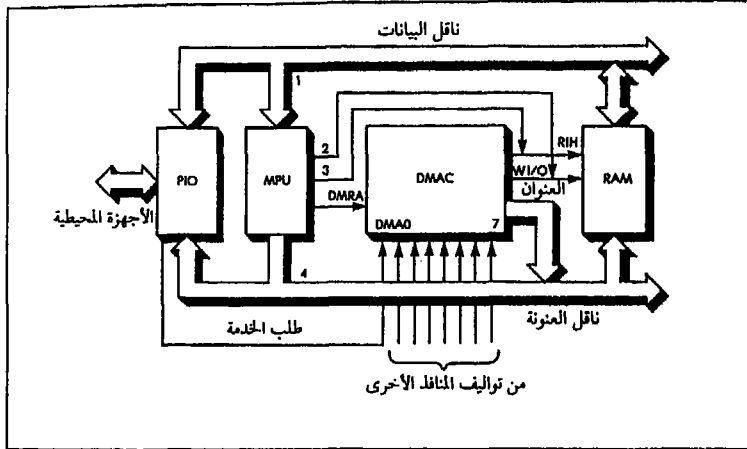 ناقل البيانات
1
2
3
PIO
MPU
DMRA
DMAC
DMA0
7
RIH
WI/O
العنوان
RAM
الأجهزة المحيطية
4
ناقل العنونة
طلب الخدمة
من تواليف المنافذ الأخرى